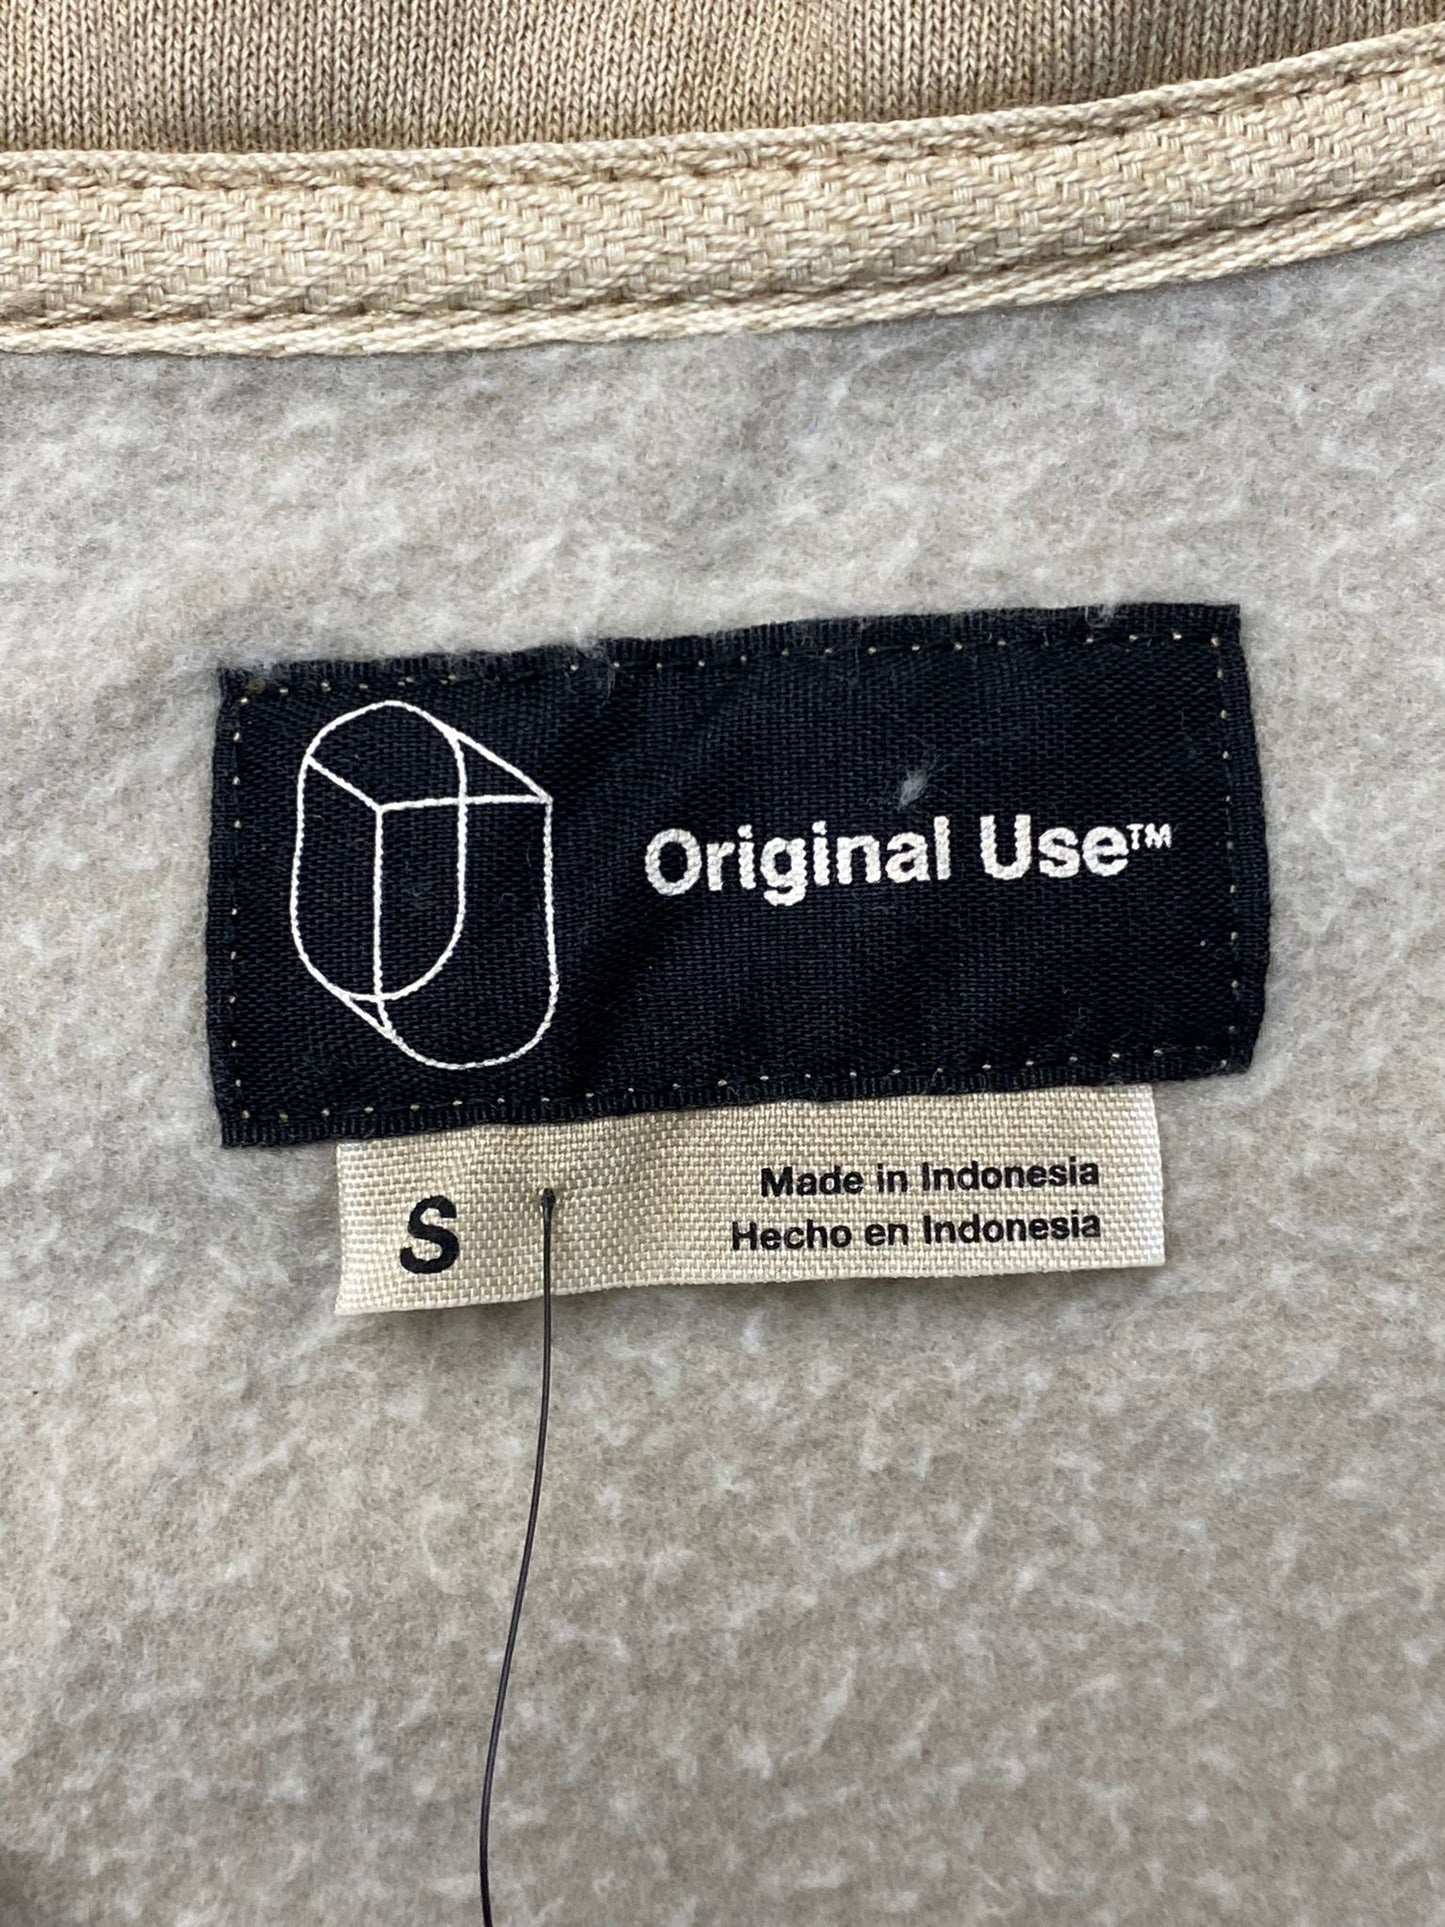 Original Use™
S
Made in Indonesia
Hecho en Indonesia